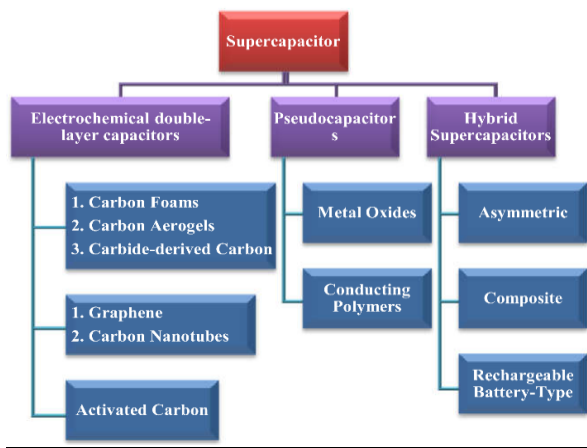 Supercapacitor
Electrochemical double-
layer capacitors
1. Carbon Foams
2. Carbon Aerogels
3. Carbide-derived Carbon
1. Graphene
2. Carbon Nanotubes
Activated Carbon
Pseudocapacitor
s
Metal Oxides
Conducting
Polymers
Hybrid
Supercapacitors
Asymmetric
Composite
Rechargeable
Battery-Type